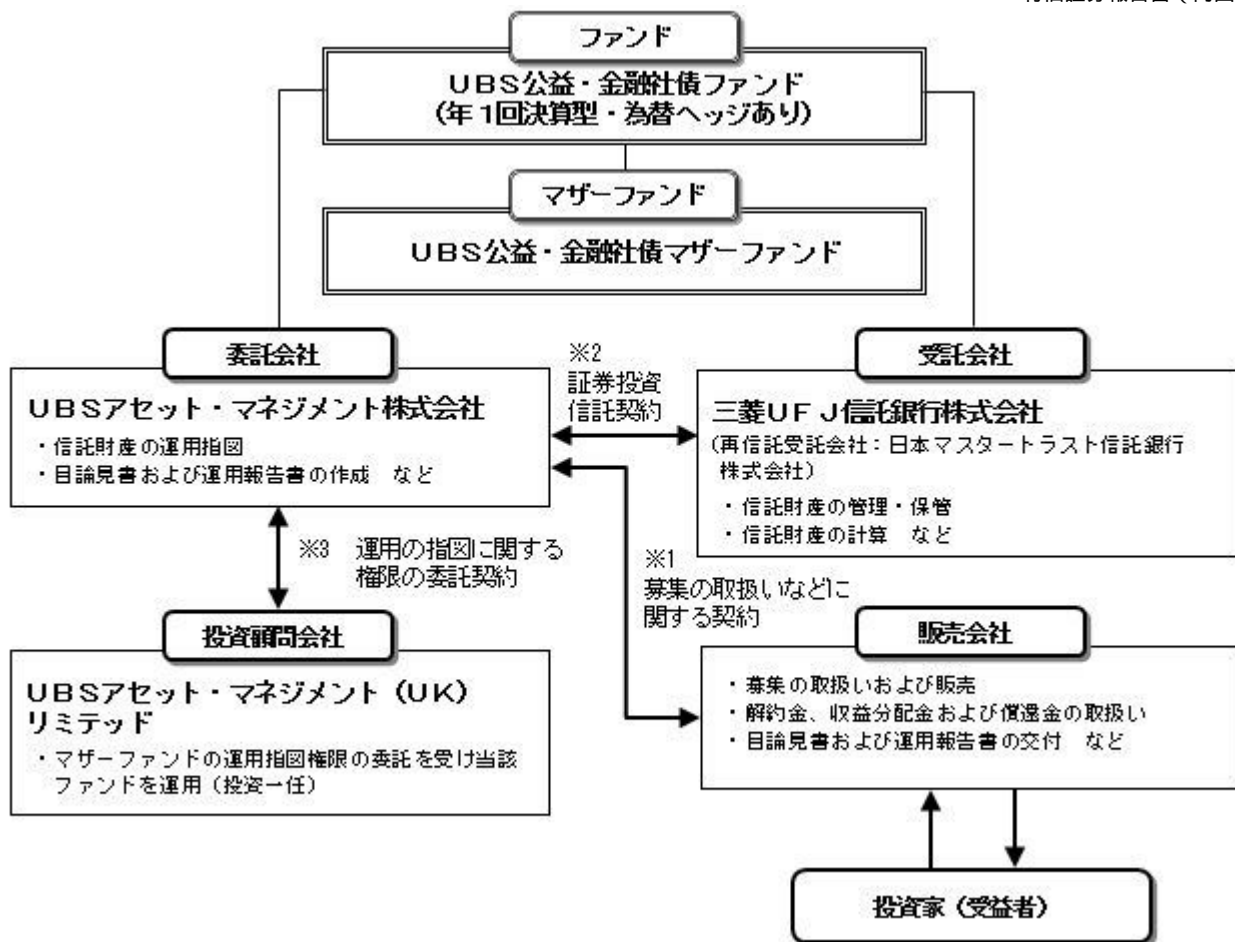 ファンド
UBS公益・金融社債ファンド
(年1回決算型・為替ヘッジあり)
マザーファンド
UBS公益・金融社債マザーファンド
委託会社
UBSアセット・マネジメント株式会社
・信託財産の運用指図
・目論見書および運用報告書の作成 など
※2
証券投資
信託契約
受託会社
三菱UFJ信託銀行株式会社
(再信託受託会社：日本マスタートラスト信託銀行
株式会社)
・信託財産の管理・保管
・信託財産の計算 など
※3 運用の指図に関する
権限の委託契約
※1
募集の取扱いなどに
関する契約
投資顧問会社
UBSアセット・マネジメント(UK)
リミテッド
・マザーファンドの運用指図権限の委託を受け当該
ファンドを運用(投資一任)
販売会社
・募集の取扱いおよび販売
・解約金、収益分配金および償還金の取扱い
・目論見書および運用報告書の交付 など
投資家(受益者)